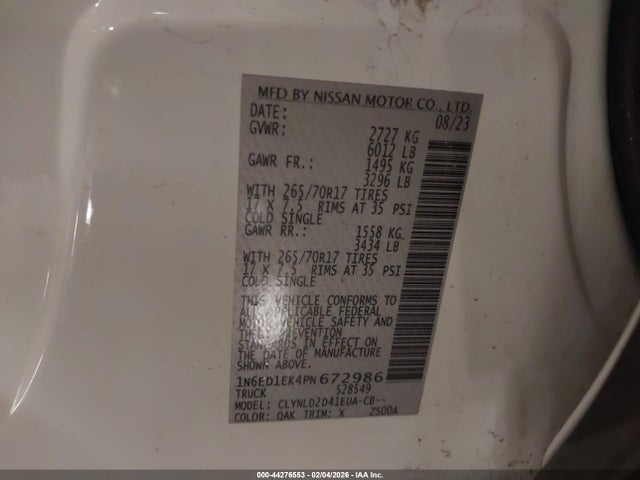 MFD BY NISSAN MOTOR CO., LTD.
DATE: 08/23
GVWR: 2727 KG
6012 LB
GAWR FR.: 1495 KG
3296 LB
WITH 265/70R17 TIRES
17 X 7.5 RIMS AT 35 PSI
COLD SINGLE
GAWR RR.: 1558 KG
3434 LB
WITH 265/70R17 TIRES
17 X 7.5 RIMS AT 35 PSI
COLD SINGLE
THIS VEHICLE CONFORMS TO
ALL APPLICABLE FEDERAL
MOTOR VEHICLE SAFETY AND
THEFT PREVENTION
STANDARDS IN EFFECT ON
THE DATE OF MANUFACTURE
SHOWN ABOVE.
1N6ED1EK4PN672986
TRUCK 528549
MODEL: CLYNLD2D41EUA-CB--
COLOR: QAK TRIM: X 2S00A
000-44276553 - 02/04/2026 - IAA Inc.